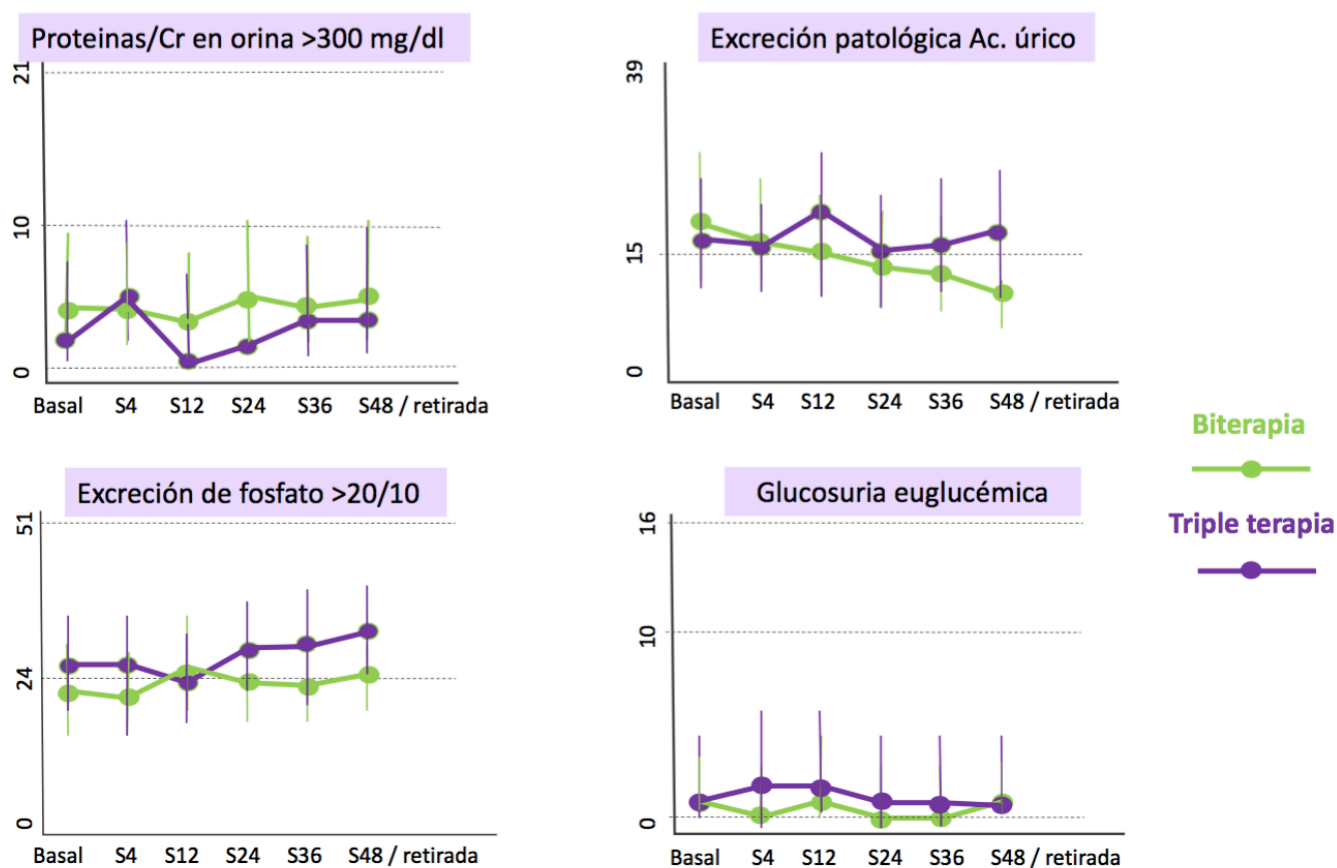 Proteinas/Cr en orina >300 mg/dl
21
10
0
Basal S4 S12 S24 S36 S48 / retirada
Excreción patológica Ac. úrico
39
15
0
Basal S4 S12 S24 S36 S48 / retirada
Excreción de fosfato >20/10
51
24
0
Basal S4 S12 S24 S36 S48 / retirada
Glucosuria euglucémica
16
10
0
Basal S4 S12 S24 S36 S48 / retirada
Biterapia
Triple terapia